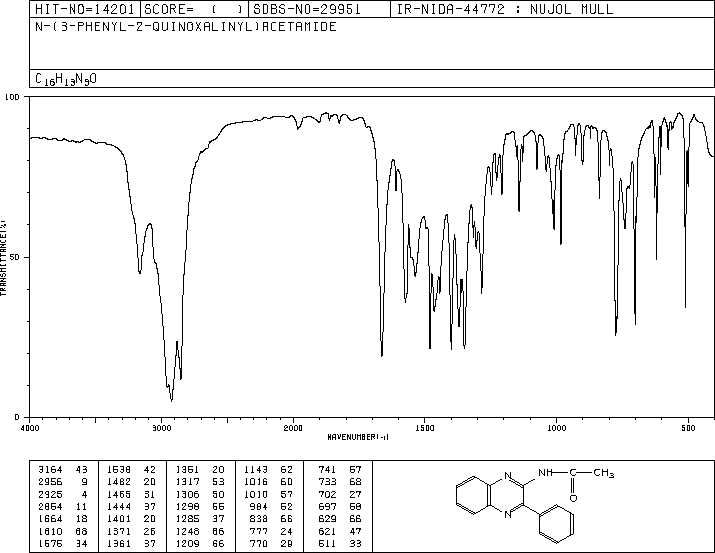 HIT-NO=14201 SCORE= ( ) SDBS-NO=29951 IR-NIDA-44772 : NUJOL MULL
N-(3-PHENYL-2-QUINOXALINYL)ACETAMIDE
C16H13N3O
100
50
0
TRANSMITTANCE(%)
4000 3000 2000 1500 1000 500
WAVENUMBER(-1)
3164 43 1538 42 1351 20 1143 62 741 57
2956 9 1482 20 1317 53 1016 60 733 68
2925 4 1465 31 1306 50 1010 57 702 27
2854 11 1444 37 1298 55 984 52 697 58
1664 18 1401 20 1285 37 838 66 629 66
1610 68 1371 26 1248 66 777 24 621 47
1575 34 1361 37 1209 66 770 29 511 33
N NH C CH3
O
N